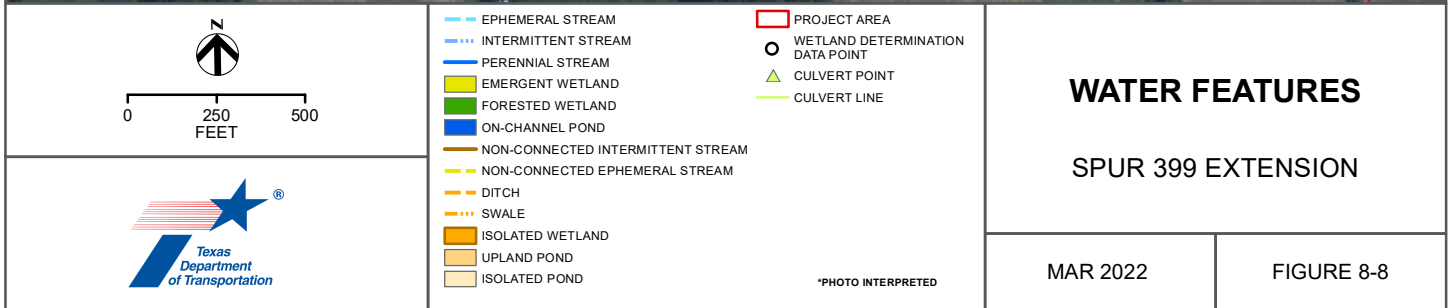 N
0 250 500
FEET
Texas
Department
of Transportation
®
EPHEMERAL STREAM
INTERMITTENT STREAM
PERENNIAL STREAM
EMERGENT WETLAND
FORESTED WETLAND
ON-CHANNEL POND
NON-CONNECTED INTERMITTENT STREAM
NON-CONNECTED EPHEMERAL STREAM
DITCH
SWALE
ISOLATED WETLAND
UPLAND POND
ISOLATED POND
PROJECT AREA
WETLAND DETERMINATION
DATA POINT
CULVERT POINT
CULVERT LINE
*PHOTO INTERPRETED
WATER FEATURES
SPUR 399 EXTENSION
MAR 2022
FIGURE 8-8